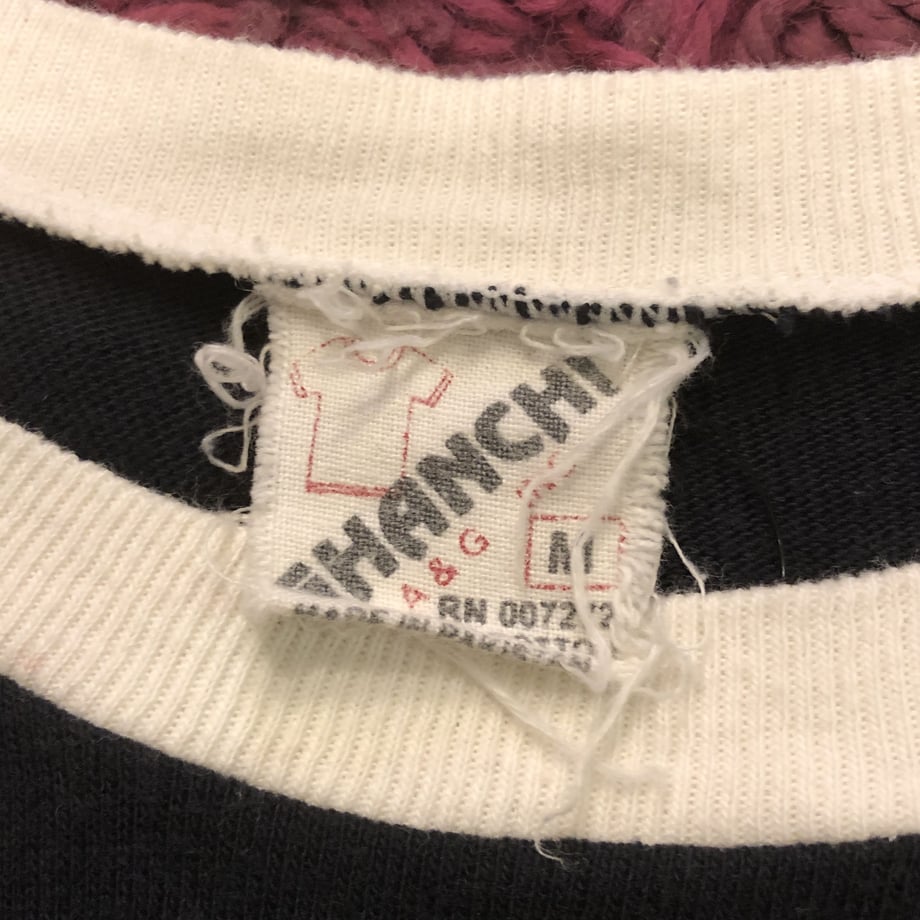 HANCHI
A & G
M
RN 00727
MADE IN PAKISTAN